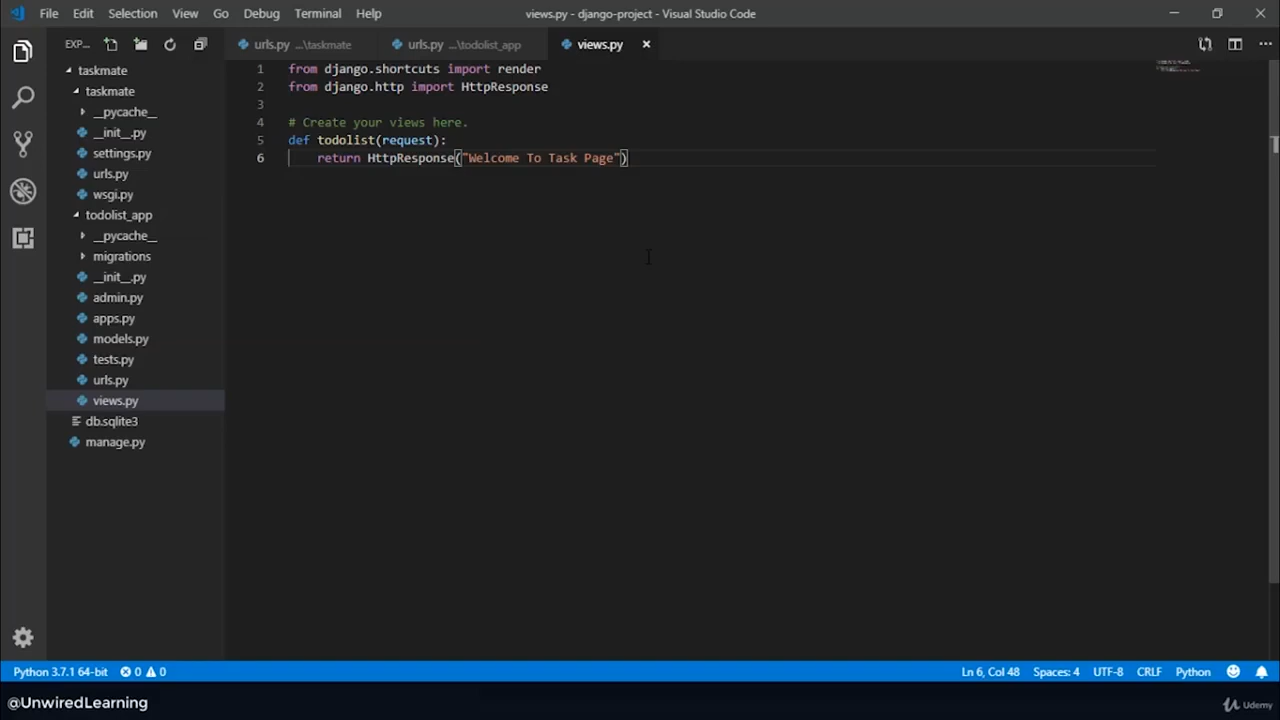 File Edit Selection View Go Debug Terminal Help views.py - django-project - Visual Studio Code
EXP... urls.py ...\taskmate urls.py ...\todolist_app views.py
taskmate
taskmate
__pycache__
__init__.py
settings.py
urls.py
wsgi.py
todolist_app
__pycache__
migrations
__init__.py
admin.py
apps.py
models.py
tests.py
urls.py
views.py
db.sqlite3
manage.py
1 from django.shortcuts import render
2 from django.http import HttpResponse
3
4 # Create your views here.
5 def todolist(request):
6 return HttpResponse("Welcome To Task Page")
Python 3.7.1 64-bit 0 0 Ln 6, Col 48 Spaces: 4 UTF-8 CRLF Python
@UnwiredLearning Udemy